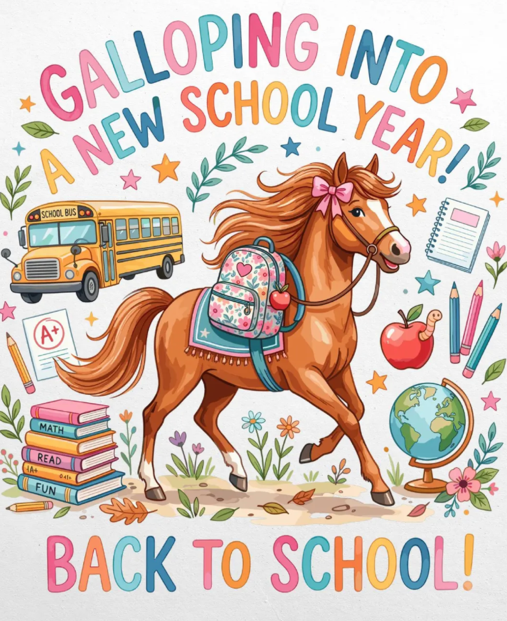 GALLOPING INTO
A NEW SCHOOL YEAR!
SCHOOL BUS
A+
MATH
READ
A+
FUN
BACK TO SCHOOL!